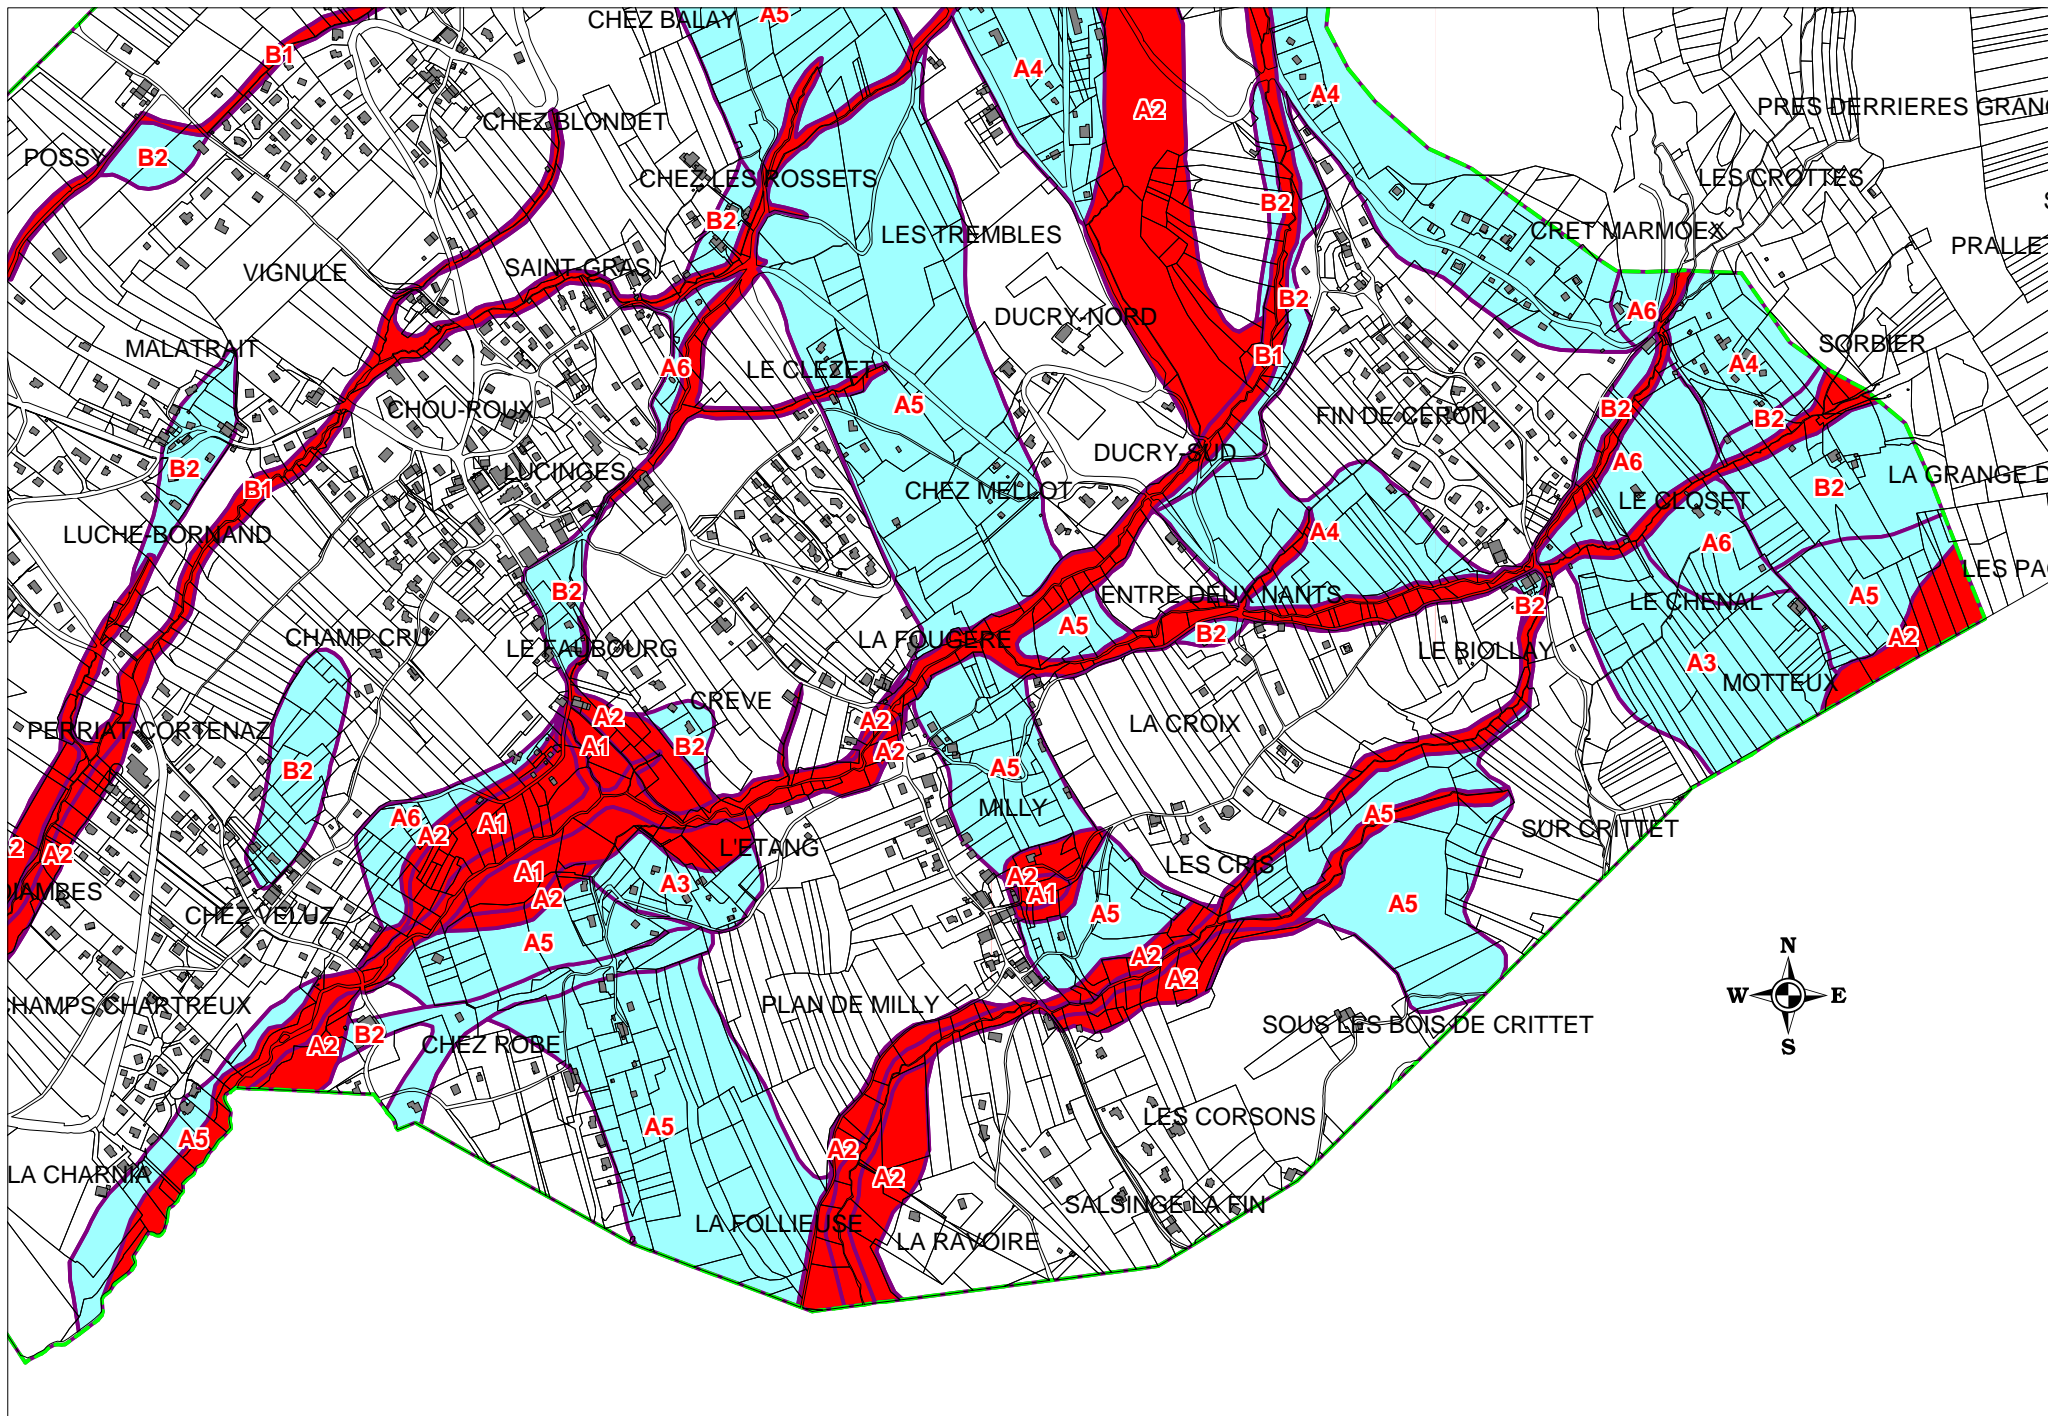 CHEZ BALAY
A5
B1
A4
A4
A2
PRES DERRIERES GRANG
CHEZ BLONDET
POSSY
B2
CHEZ LES ROSSETS
LES CROTTES
B2
B2
LES TREMBLES
CRET MARMOEX
PRALLE
VIGNULE
SAINT-GRAS
B2
A6
DUCRY-NORD
MALATRAIT
B1
SORBIER
A6
LE CLEZET
A4
CHOU-ROUX
A5
FIN DE CERON
B2
B2
DUCRY-SUD
B2
LUCINGES
A6
B1
CHEZ MELLOT
B2
LA GRANGE D
LE CLOSET
LUCHE-BORNAND
A4
A6
LES PAC
B2
ENTRE DEUX NANTS
A5
LE CHENAL
B2
CHAMP CRU
LE FAUBOURG
LA FOUGERE
A5
B2
LE BIOLLAY
A2
A3
MOTTEUX
CREVE
A2
A2
LA CROIX
PERRIAT-CORTENAZ
A1
B2
A2
B2
A5
MILLY
A5
A6
A1
A2
SUR CRITTET
2
A2
L'ETANG
LES CRIS
A1
A3
A2
A1
IAMBES
A2
A5
A5
CHEZ VELUZ
A5
A2
A2
HAMPS CHARTREUX
PLAN DE MILLY
N
W
E
S
B2
A2
CHEZ ROBE
SOUS LES BOIS DE CRITTET
A5
A5
LES CORSONS
A2
LA CHARNIA
A2
SALSINGE LA FIN
LA FOLLIEUSE
LA RAVOIRE